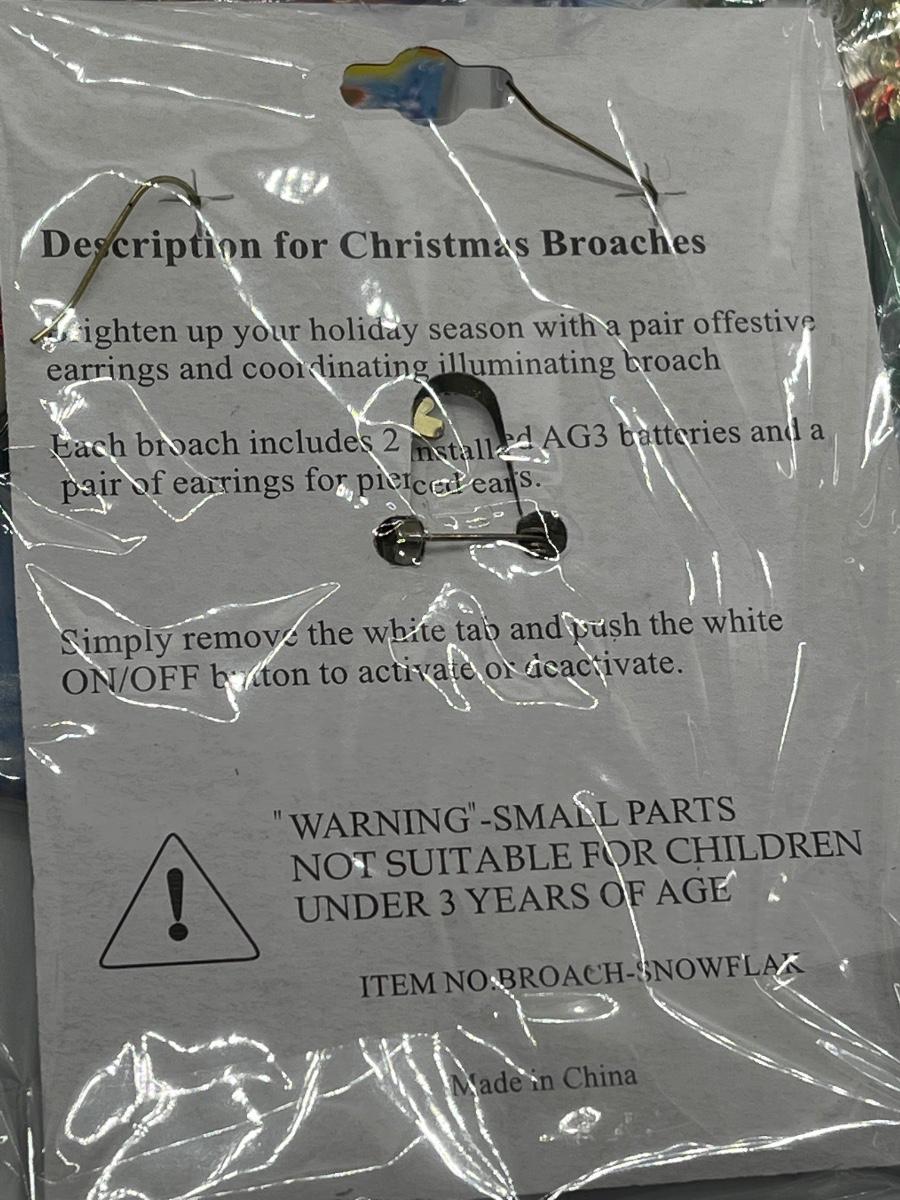 Description for Christmas Broaches
Brighten up your holiday season with a pair offestive
earrings and coordinating illuminating broach
Each broach includes 2 installed AG3 batteries and a
pair of earrings for pierced ears.
Simply remove the white tab and push the white
ON/OFF button to activate or deactivate.
"WARNING"-SMALL PARTS
NOT SUITABLE FOR CHILDREN
UNDER 3 YEARS OF AGE
ITEM NO:BROACH-SNOWFLAK
Made in China